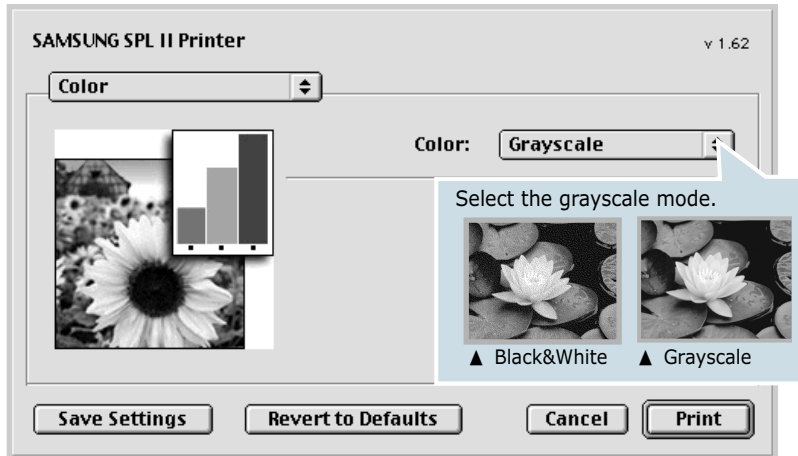 SAMSUNG SPL II Printer
v 1.62
Color
Color: Grayscale
Select the grayscale mode.
▲ Black&White ▲ Grayscale
Save Settings Revert to Defaults Cancel Print